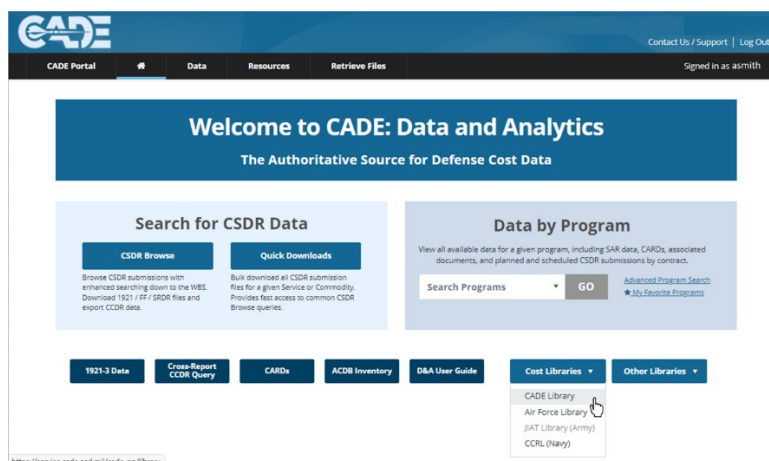 CADE
Contact Us / Support | Log Out
CADE Portal Data Resources Retrieve Files Signed in as asmith
Welcome to CADE: Data and Analytics
The Authoritative Source for Defense Cost Data
Search for CSDR Data
CSDR Browse
Browse CSDR submissions with
enhanced searching down to the WBS.
Download 1921 / FF / SRDR files and
export CCDR data.
Quick Downloads
Bulk download all CSDR submission
files for a given Service or Commodity.
Provides fast access to common CSDR
Browse queries.
Data by Program
View all available data for a given program, including SAR data, CARDs, associated
documents, and planned and scheduled CSDR submissions by contract.
Search Programs GO
Advanced Program Search
My Favorite Programs
1921-3 Data
Cross-Report
CCDR Query
CARDs
ACDB Inventory
D&A User Guide
Cost Libraries
Other Libraries
CADE Library
Air Force Library
JIAT Library (Army)
CCRL (Navy)